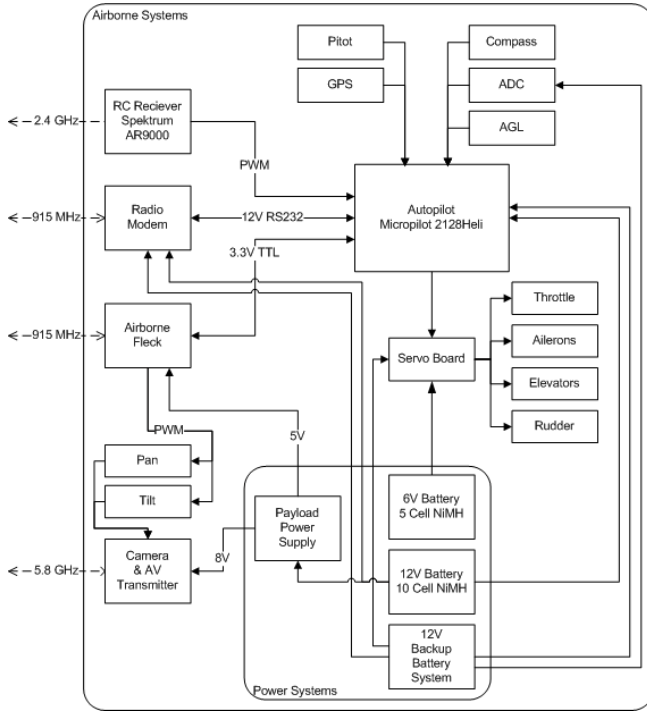 Airborne Systems
Pitot
Compass
GPS
ADC
2.4 GHz
RC Reciever
Spektrum
AR9000
AGL
PWM
Autopilot
Micropilot 2128Heli
915 MHz
Radio
Modem
12V RS232
3.3V TTL
Throttle
915 MHz
Airborne
Fleck
Servo Board
Ailerons
Elevators
Rudder
PWM
5V
Pan
Tilt
6V Battery
5 Cell NiMH
Payload
Power
Supply
8V
5.8 GHz
Camera
& AV
Transmitter
12V Battery
10 Cell NiMH
12V
Backup
Battery
System
Power Systems